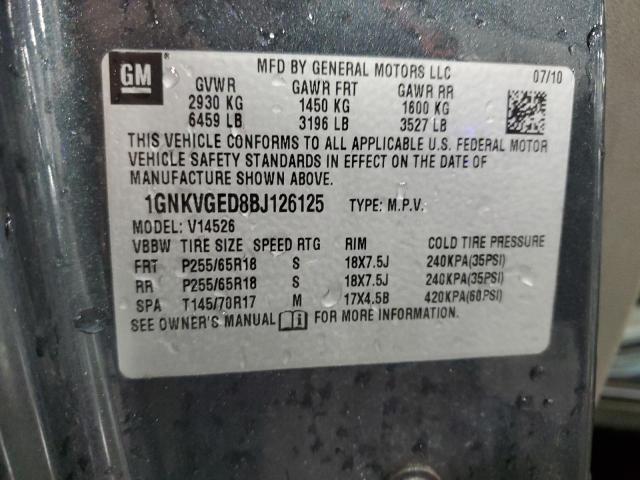 GM
MFD BY GENERAL MOTORS LLC 07/10
GVWR GAWR FRT GAWR RR
2930 KG 1450 KG 1600 KG
6459 LB 3196 LB 3527 LB
THIS VEHICLE CONFORMS TO ALL APPLICABLE U.S. FEDERAL MOTOR
VEHICLE SAFETY STANDARDS IN EFFECT ON THE DATE OF
MANUFACTURE SHOWN ABOVE.
1GNKVGED8BJ126125 TYPE: M.P.V.
MODEL: V14526
VBBW TIRE SIZE SPEED RTG RIM COLD TIRE PRESSURE
FRT P255/65R18 S 18X7.5J 240KPA(35PSI)
RR P255/65R18 S 18X7.5J 240KPA(35PSI)
SPA T145/70R17 M 17X4.5B 420KPA(60PSI)
SEE OWNER'S MANUAL FOR MORE INFORMATION.